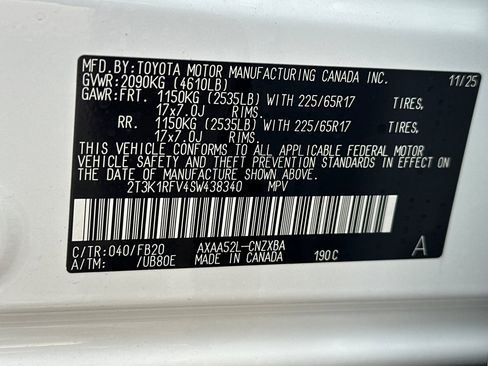 MFD.BY:TOYOTA MOTOR MANUFACTURING CANADA INC. 11/25
GVWR:2090KG (4610LB)
GAWR:FRT. 1150KG (2535LB) WITH 225/65R17 TIRES,
17x7.0J RIMS.
RR. 1150KG (2535LB) WITH 225/65R17 TIRES,
17x7.0J RIMS.
THIS VEHICLE CONFORMS TO ALL APPLICABLE FEDERAL MOTOR
VEHICLE SAFETY AND THEFT PREVENTION STANDARDS IN EFFECT ON
THE DATE OF MANUFACTURE SHOWN ABOVE.
2T3K1RFV4SW438340 MPV
C/TR:040/FB20 AXAA52L-CNZXBA A
A/TM: /UB80E MADE IN CANADA 190C